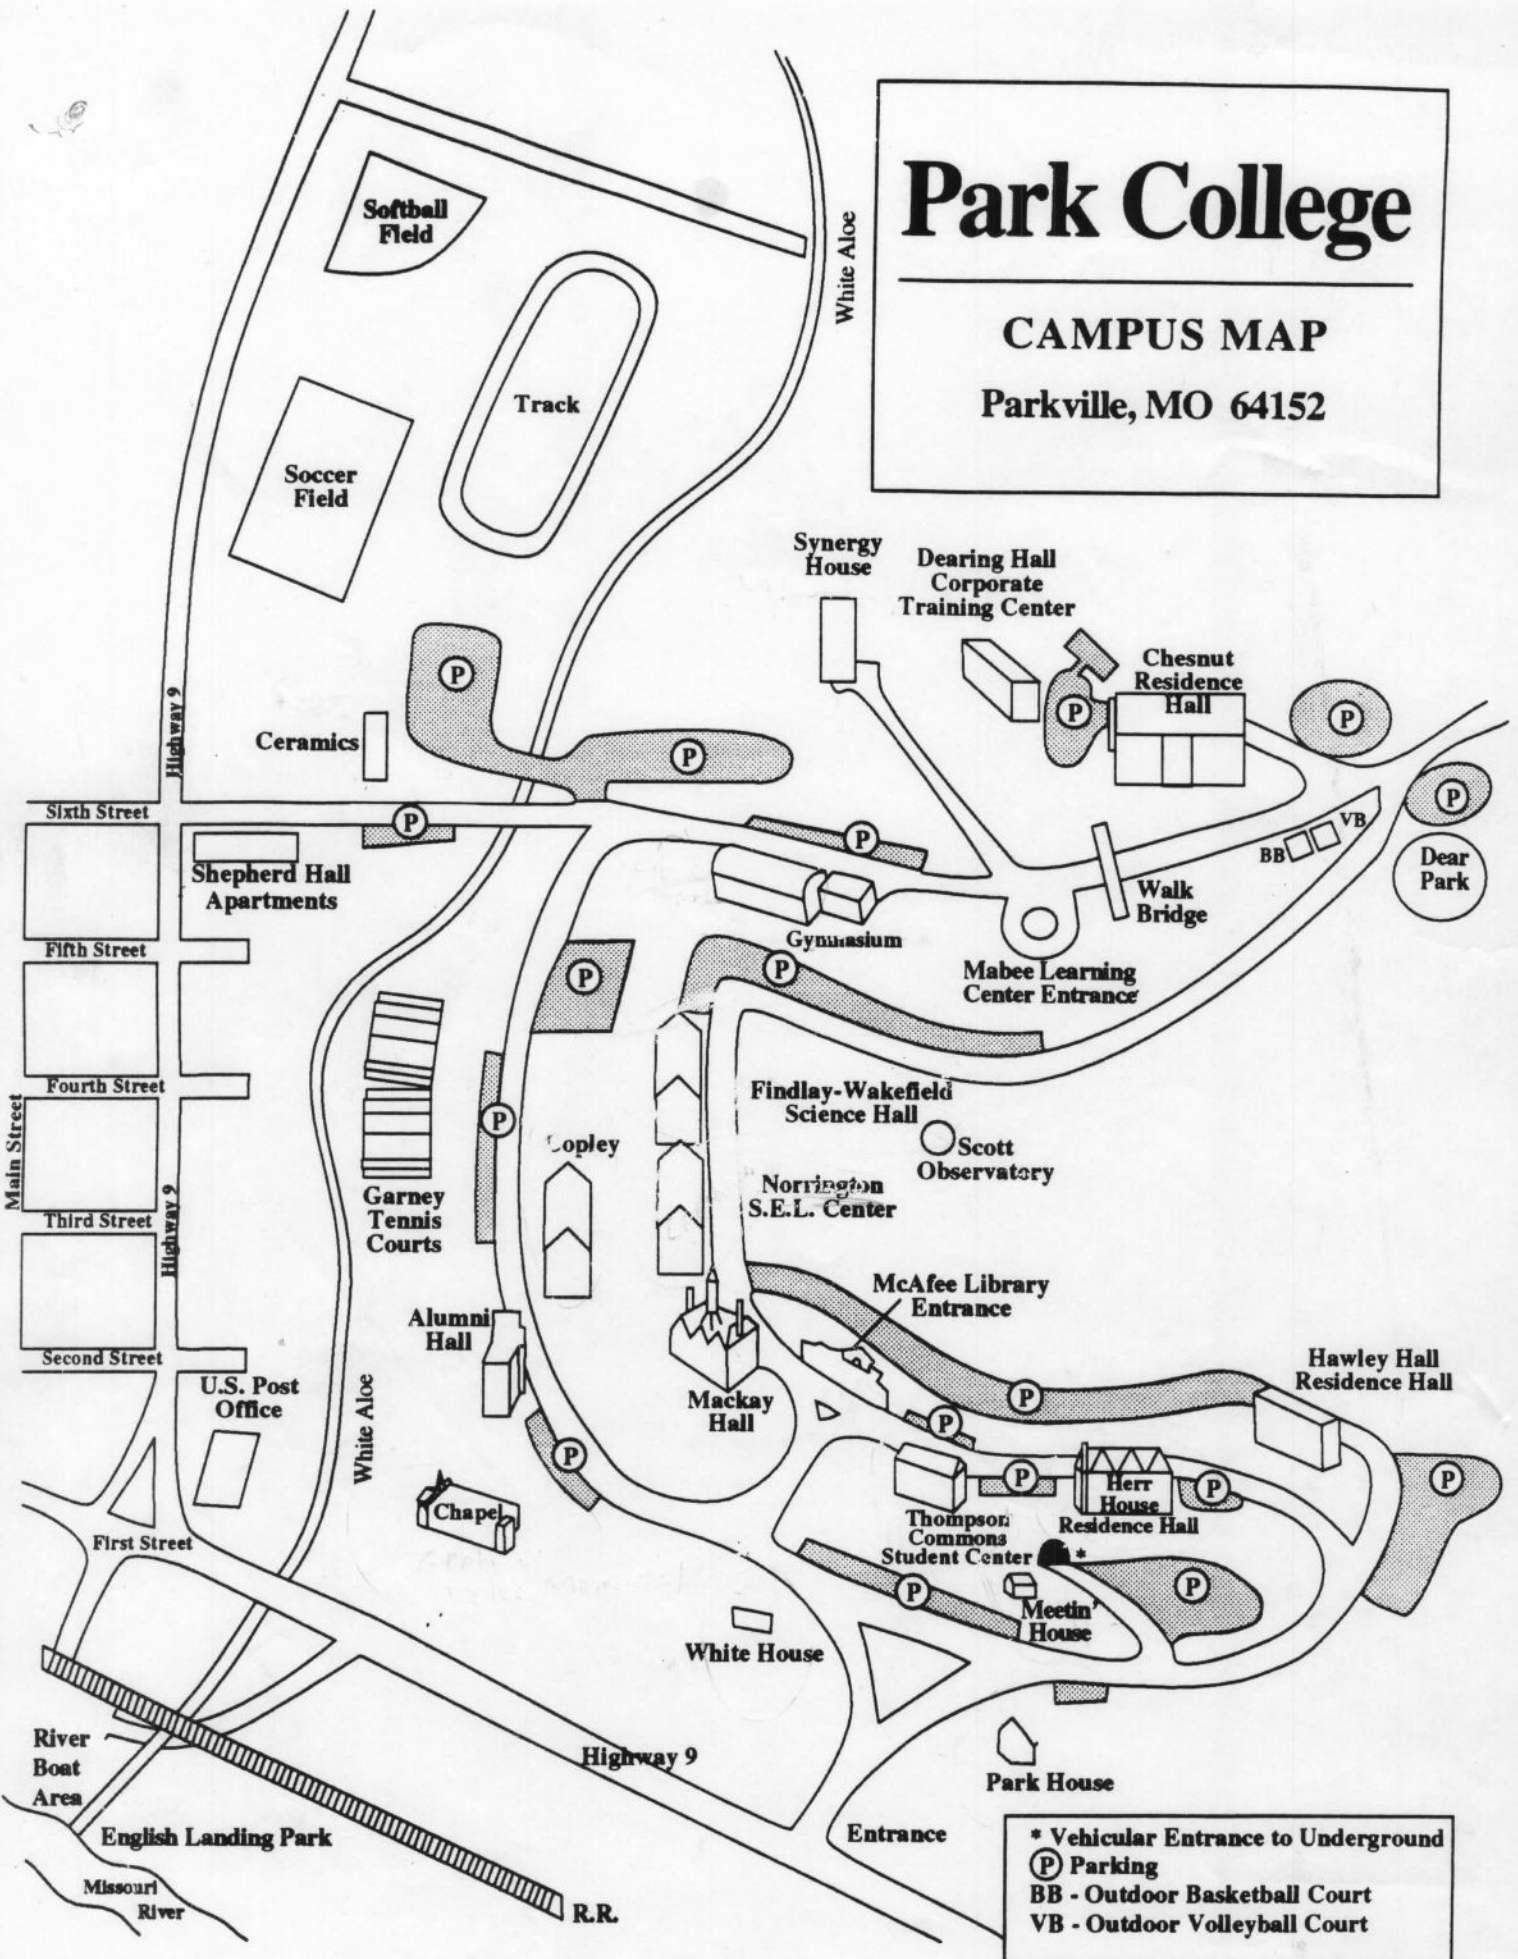 Park College
CAMPUS MAP
Parkville, MO 64152
White Aloe
Softball
Field
Track
Soccer
Field
Synergy
House
Dearing Hall
Corporate
Training Center
Chesnut
Residence
Hall
P
P
P
P
P
Highway 9
Ceramics
Sixth Street
P
P
VB
BB
Dear
Park
Shepherd Hall
Apartments
Walk
Bridge
Fifth Street
Gymnasium
P
P
Mabee Learning
Center Entrance
Fourth Street
Main Street
P
Findlay-Wakefield
Science Hall
Scott
Observatory
Copley
Norrington
S.E.L. Center
Garney
Tennis
Courts
Third Street
Highway 9
McAfee Library
Entrance
Alumni
Hall
Second Street
U.S. Post
Office
White Aloe
Mackay
Hall
Hawley Hall
Residence Hall
P
P
P
P
P
P
Herr
House
Residence Hall
Thompson
Commons
Student Center
*
Chapel
First Street
P
P
Meetin'
House
White House
River
Boat
Area
Highway 9
Park House
English Landing Park
Entrance
Missouri
River
R.R.
* Vehicular Entrance to Underground
P Parking
BB - Outdoor Basketball Court
VB - Outdoor Volleyball Court